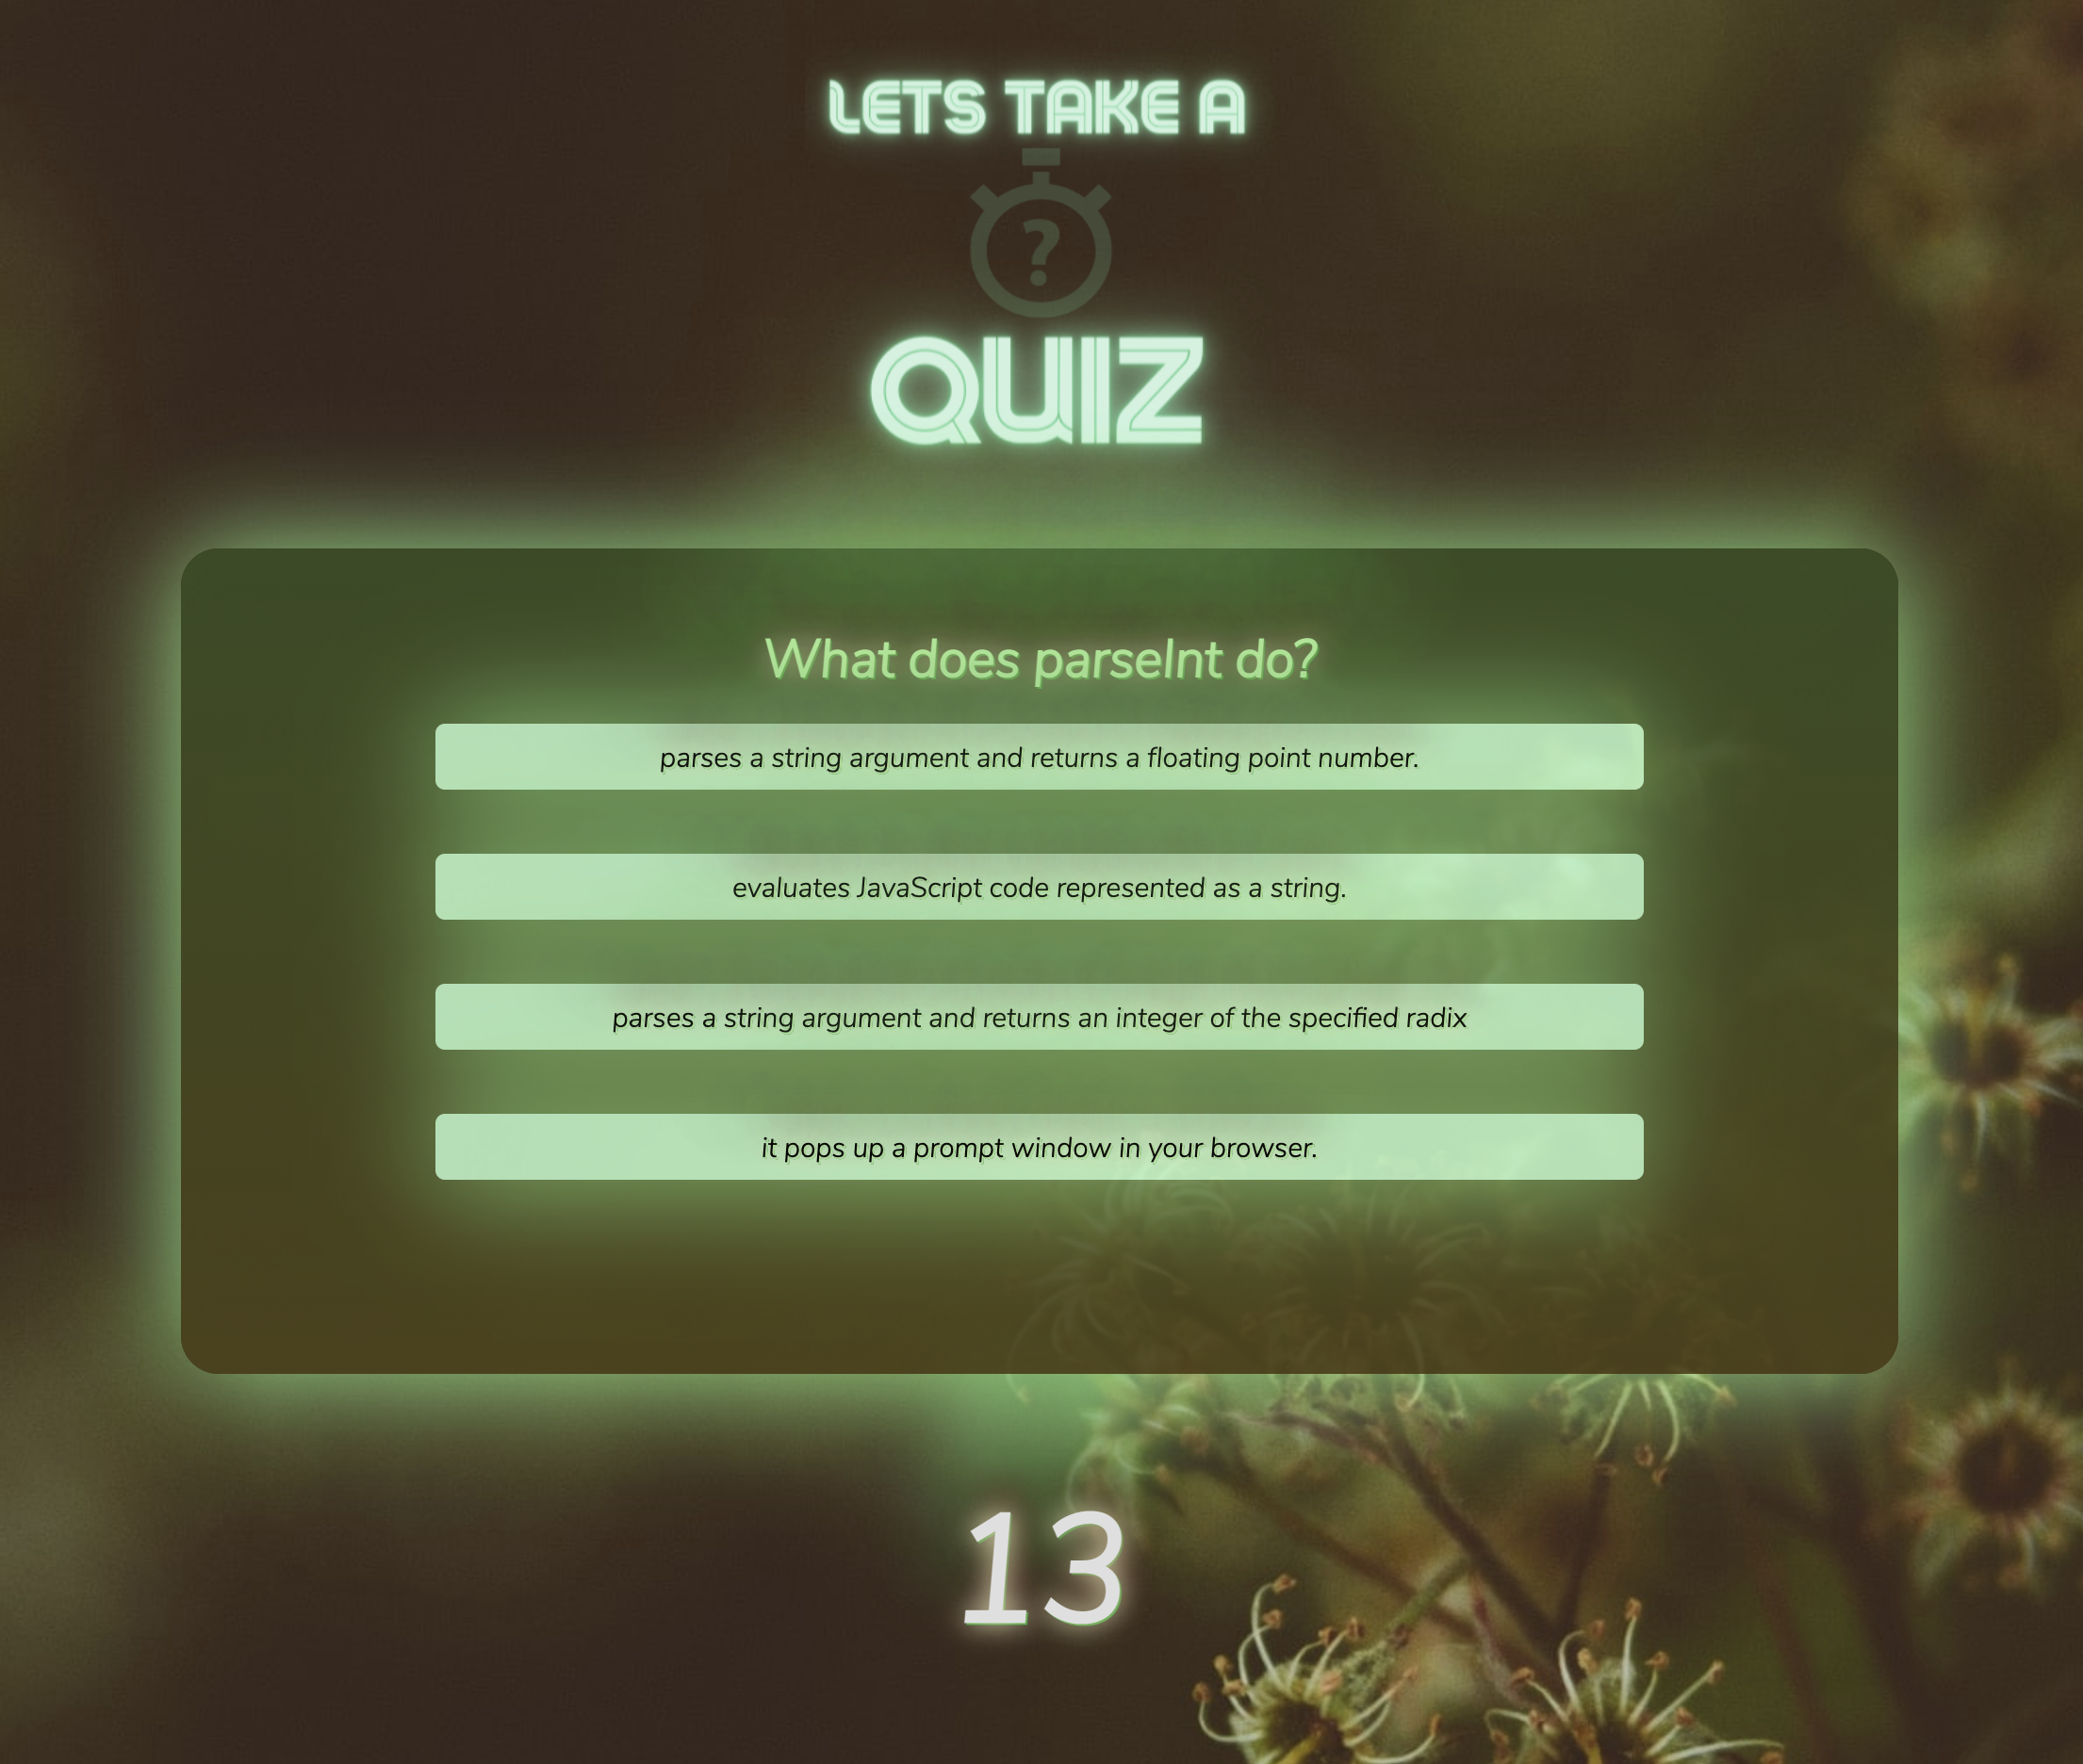 LETS TAKE A
?
QUIZ
What does parseInt do?
parses a string argument and returns a floating point number.
evaluates JavaScript code represented as a string.
parses a string argument and returns an integer of the specified radix
it pops up a prompt window in your browser.
13